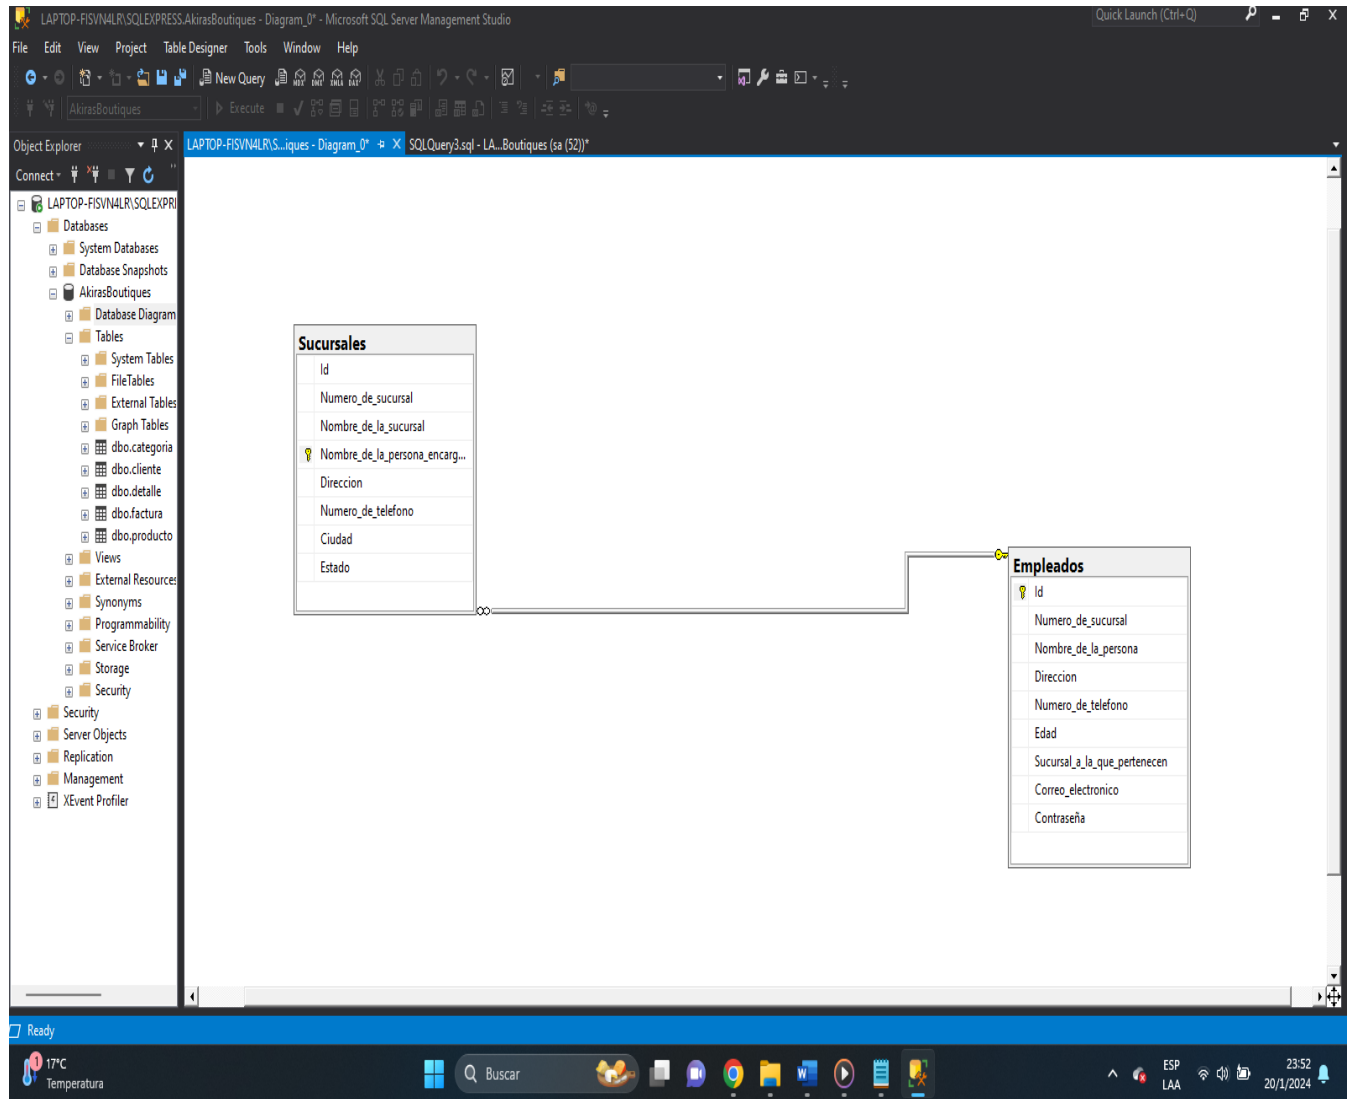 LAPTOP-FISVN4LR\SQLEXPRESS.AkirasBoutiques - Diagram_0* - Microsoft SQL Server Management Studio
Quick Launch (Ctrl+Q)
File Edit View Project Table Designer Tools Window Help
New Query
AkirasBoutiques
Execute
Object Explorer
LAPTOP-FISVN4LR\S...iques - Diagram_0*
SQLQuery3.sql - LA...Boutiques (sa (52))*
Connect
LAPTOP-FISVN4LR\SQLEXPRI
Databases
System Databases
Database Snapshots
AkirasBoutiques
Database Diagram
Tables
System Tables
FileTables
External Tables
Graph Tables
dbo.categoria
dbo.cliente
dbo.detalle
dbo.factura
dbo.producto
Views
External Resources
Synonyms
Programmability
Service Broker
Storage
Security
Security
Server Objects
Replication
Management
XEvent Profiler
Sucursales
Id
Numero_de_sucursal
Nombre_de_la_sucursal
Nombre_de_la_persona_encarg...
Direccion
Numero_de_telefono
Ciudad
Estado
Empleados
Id
Numero_de_sucursal
Nombre_de_la_persona
Direccion
Numero_de_telefono
Edad
Sucursal_a_la_que_pertenecen
Correo_electronico
Contraseña
Ready
1
17°C
Temperatura
Buscar
ESP
LAA
23:52
20/1/2024